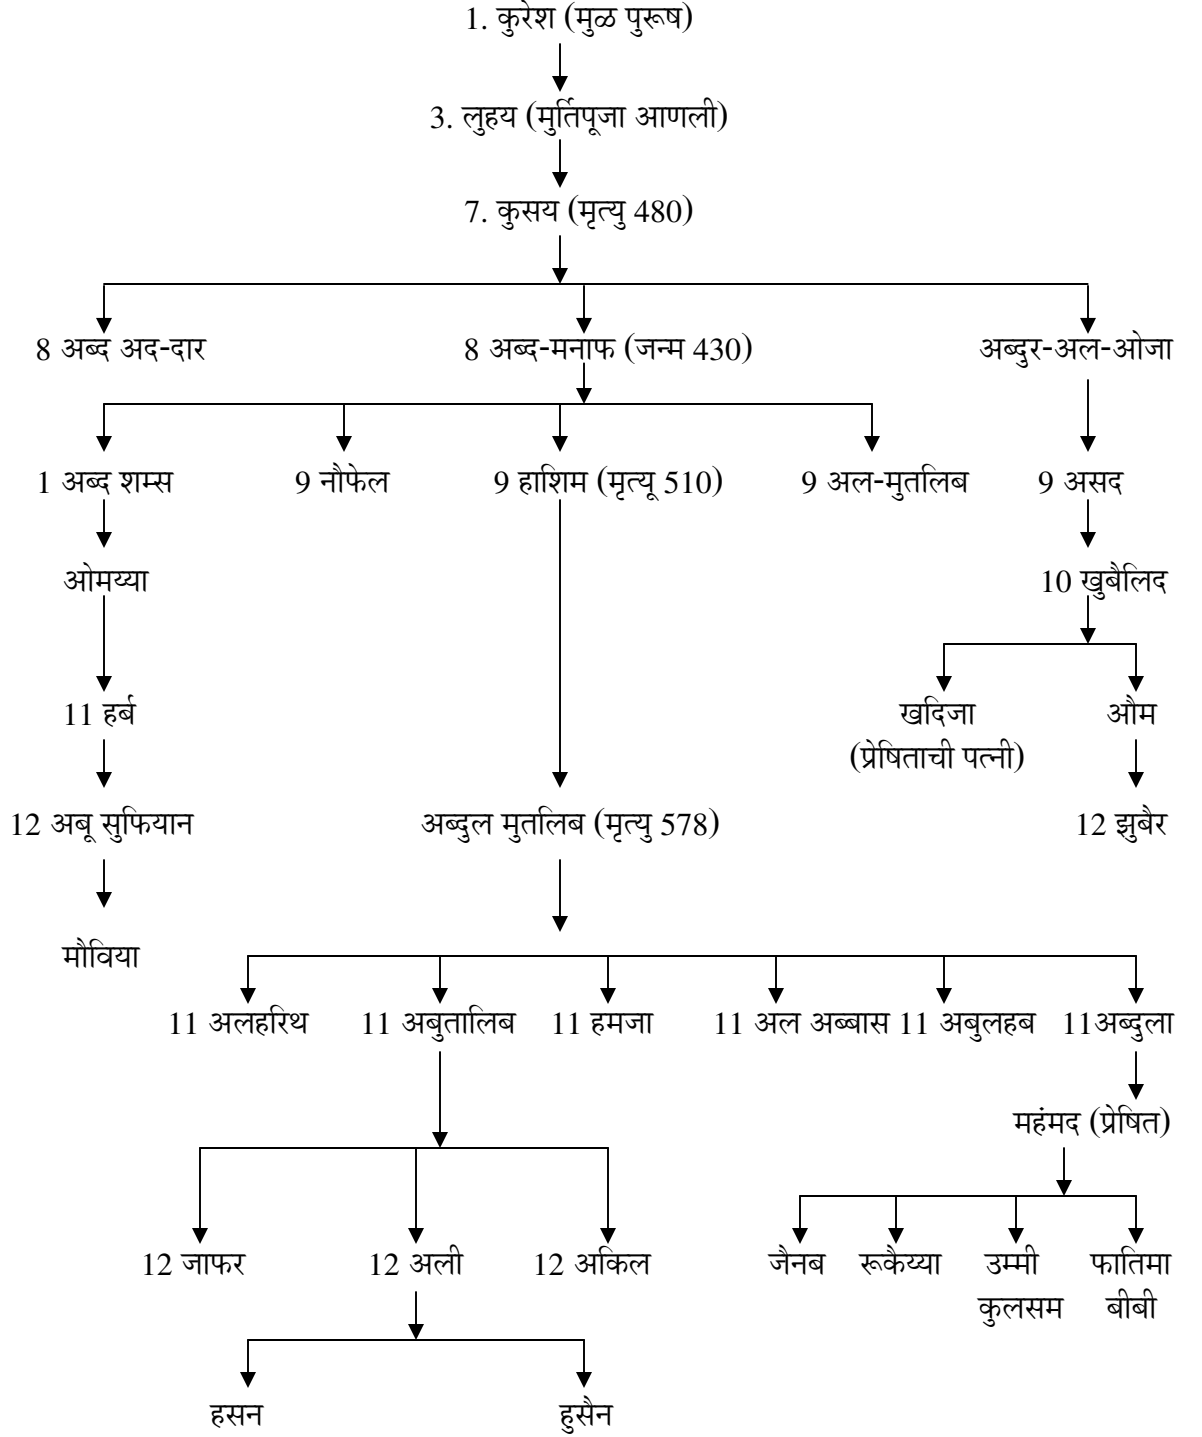 1. कुरेश (मुळ पुरूष)
3. लुहय (मुर्तिपूजा आणली)
7. कुसय (मृत्यु 480)
8 अब्द अद-दार
8 अब्द-मनाफ (जन्म 430)
अब्दुर-अल-ओजा
1 अब्द शम्स
9 नौफेल
9 हाशिम (मृत्यू 510)
9 अल-मुतलिब
9 असद
ओमय्या
10 खुबैलिद
11 हर्ब
खदिजा
(प्रेषिताची पत्नी)
औम
12 अबू सुफियान
अब्दुल मुतलिब (मृत्यु 578)
12 झुबैर
मौविया
11 अलहरिथ
11 अबुतालिब
11 हमजा
11 अल अब्बास
11 अबुलहब
11अब्दुला
महंमद (प्रेषित)
12 जाफर
12 अली
12 अकिल
जैनब
रूकैय्या
उम्मी
कुलसम
फातिमा
बीबी
हसन
हुसैन